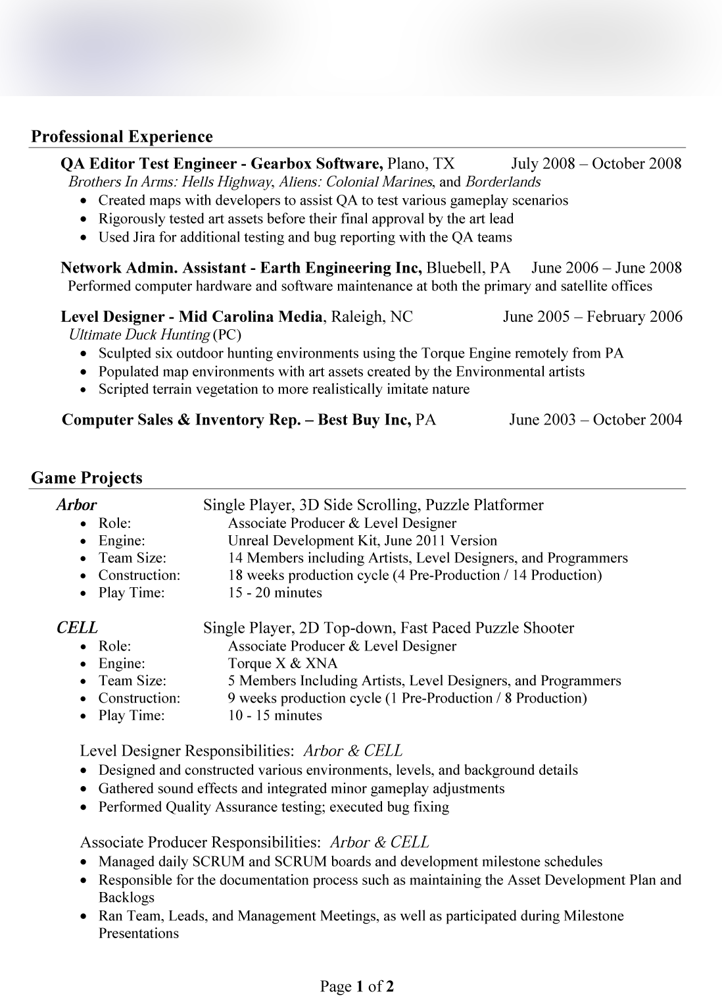 Professional Experience
QA Editor Test Engineer - Gearbox Software, Plano, TX July 2008 – October 2008
Brothers In Arms: Hells Highway, Aliens: Colonial Marines, and Borderlands
• Created maps with developers to assist QA to test various gameplay scenarios
• Rigorously tested art assets before their final approval by the art lead
• Used Jira for additional testing and bug reporting with the QA teams
Network Admin. Assistant - Earth Engineering Inc, Bluebell, PA June 2006 – June 2008
Performed computer hardware and software maintenance at both the primary and satellite offices
Level Designer - Mid Carolina Media, Raleigh, NC June 2005 – February 2006
Ultimate Duck Hunting (PC)
• Sculpted six outdoor hunting environments using the Torque Engine remotely from PA
• Populated map environments with art assets created by the Environmental artists
• Scripted terrain vegetation to more realistically imitate nature
Computer Sales & Inventory Rep. – Best Buy Inc, PA June 2003 – October 2004
Game Projects
Arbor Single Player, 3D Side Scrolling, Puzzle Platformer
• Role: Associate Producer & Level Designer
• Engine: Unreal Development Kit, June 2011 Version
• Team Size: 14 Members including Artists, Level Designers, and Programmers
• Construction: 18 weeks production cycle (4 Pre-Production / 14 Production)
• Play Time: 15 - 20 minutes
CELL Single Player, 2D Top-down, Fast Paced Puzzle Shooter
• Role: Associate Producer & Level Designer
• Engine: Torque X & XNA
• Team Size: 5 Members Including Artists, Level Designers, and Programmers
• Construction: 9 weeks production cycle (1 Pre-Production / 8 Production)
• Play Time: 10 - 15 minutes
Level Designer Responsibilities: Arbor & CELL
• Designed and constructed various environments, levels, and background details
• Gathered sound effects and integrated minor gameplay adjustments
• Performed Quality Assurance testing; executed bug fixing
Associate Producer Responsibilities: Arbor & CELL
• Managed daily SCRUM and SCRUM boards and development milestone schedules
• Responsible for the documentation process such as maintaining the Asset Development Plan and
Backlogs
• Ran Team, Leads, and Management Meetings, as well as participated during Milestone
Presentations
Page 1 of 2